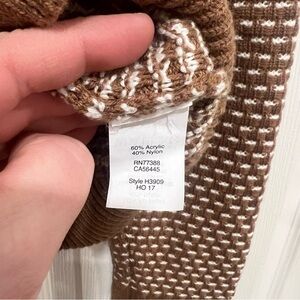 60% Acrylic
40% Nylon
RN77388
CA56445
Style H3909
HO 17